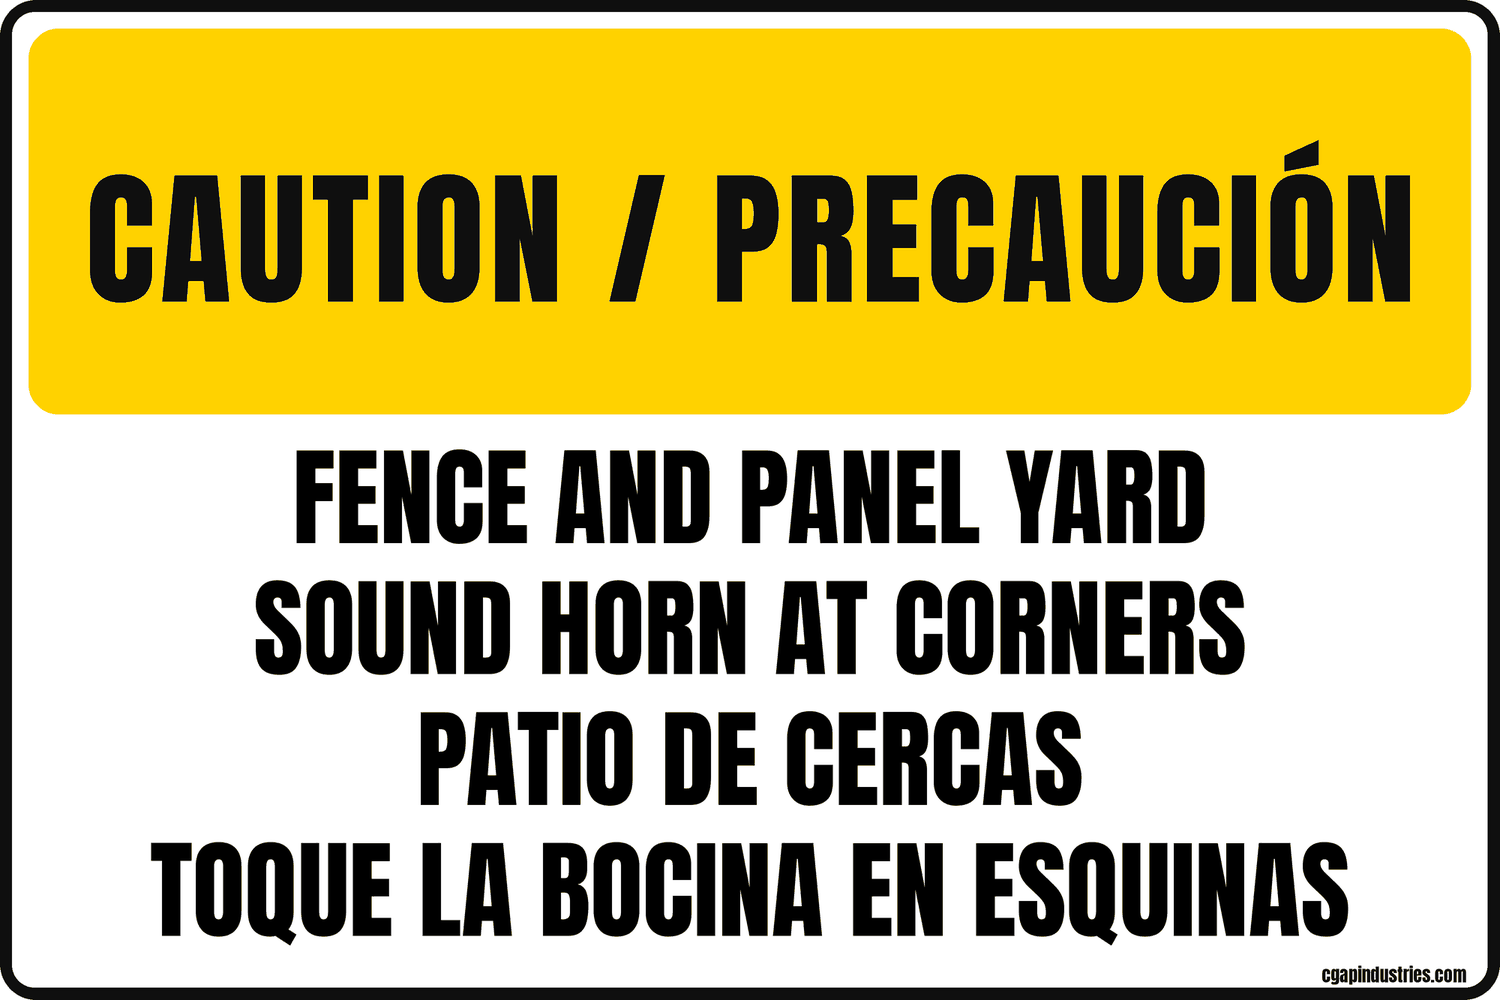 CAUTION / PRECAUCIÓN
FENCE AND PANEL YARD
SOUND HORN AT CORNERS
PATIO DE CERCAS
TOQUE LA BOCINA EN ESQUINAS
cgapindustries.com